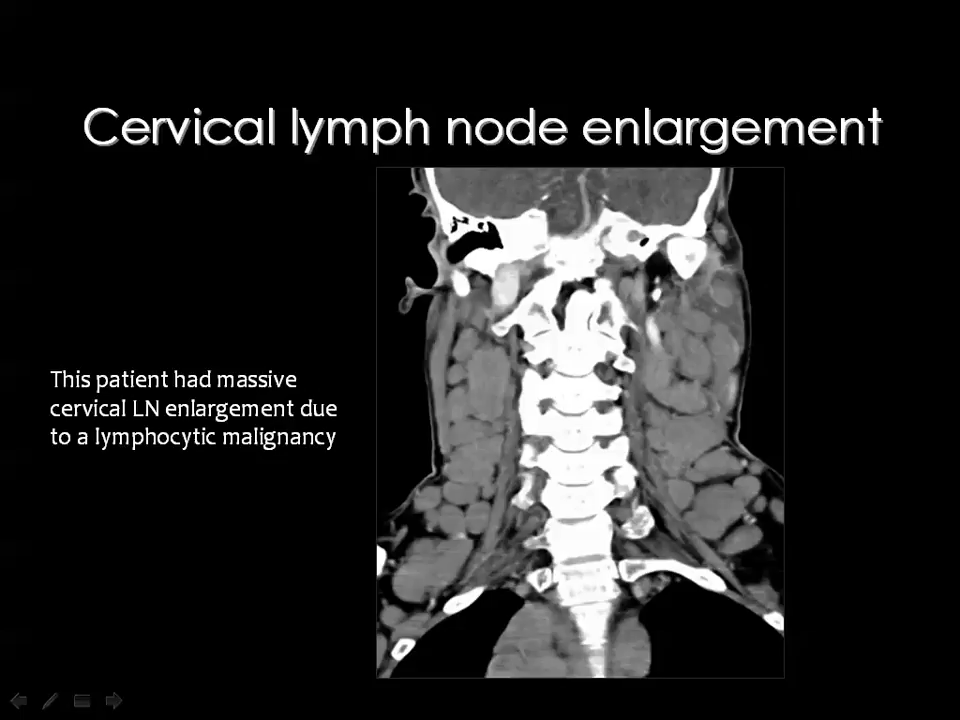 Cervical lymph node enlargement
This patient had massive
cervical LN enlargement due
to a lymphocytic malignancy